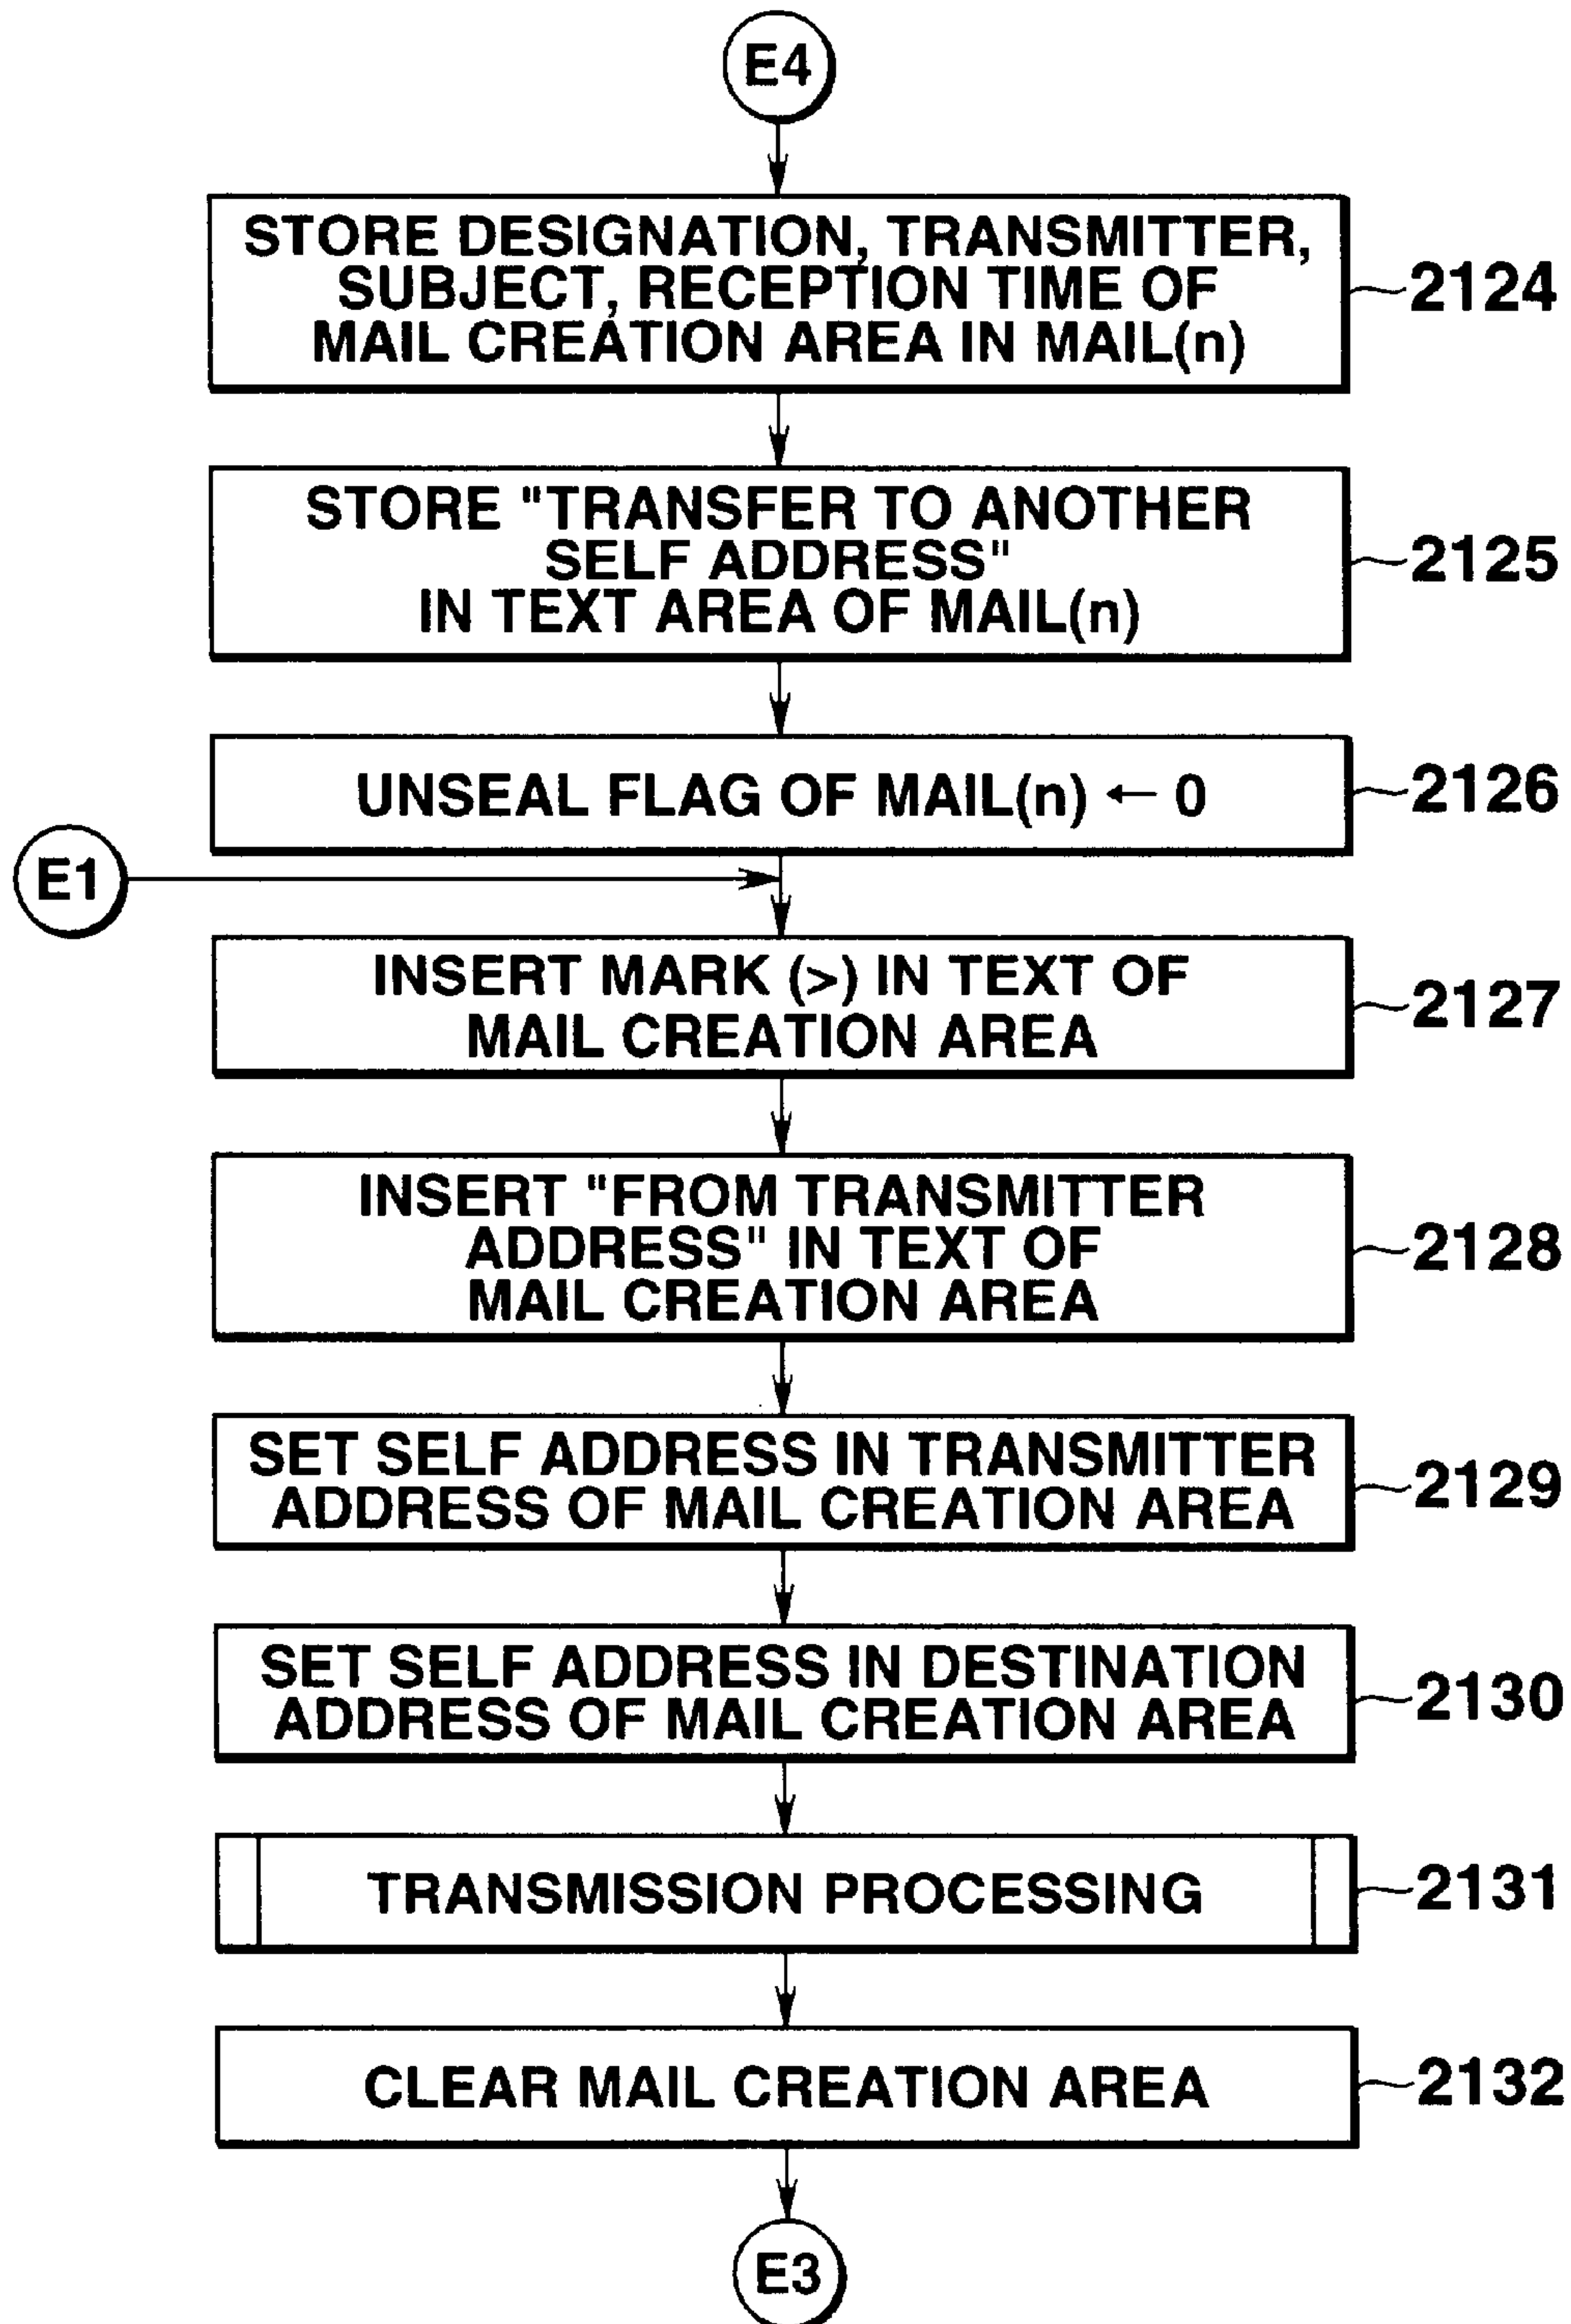 E4
STORE DESIGNATION, TRANSMITTER,
SUBJECT, RECEPTION TIME OF
MAIL CREATION AREA IN MAIL(n)
2124
STORE "TRANSFER TO ANOTHER
SELF ADDRESS"
IN TEXT AREA OF MAIL(n)
2125
UNSEAL FLAG OF MAIL(n) ← 0
2126
E1
INSERT MARK (>) IN TEXT OF
MAIL CREATION AREA
2127
INSERT "FROM TRANSMITTER
ADDRESS" IN TEXT OF
MAIL CREATION AREA
2128
SET SELF ADDRESS IN TRANSMITTER
ADDRESS OF MAIL CREATION AREA
2129
SET SELF ADDRESS IN DESTINATION
ADDRESS OF MAIL CREATION AREA
2130
TRANSMISSION PROCESSING
2131
CLEAR MAIL CREATION AREA
2132
E3